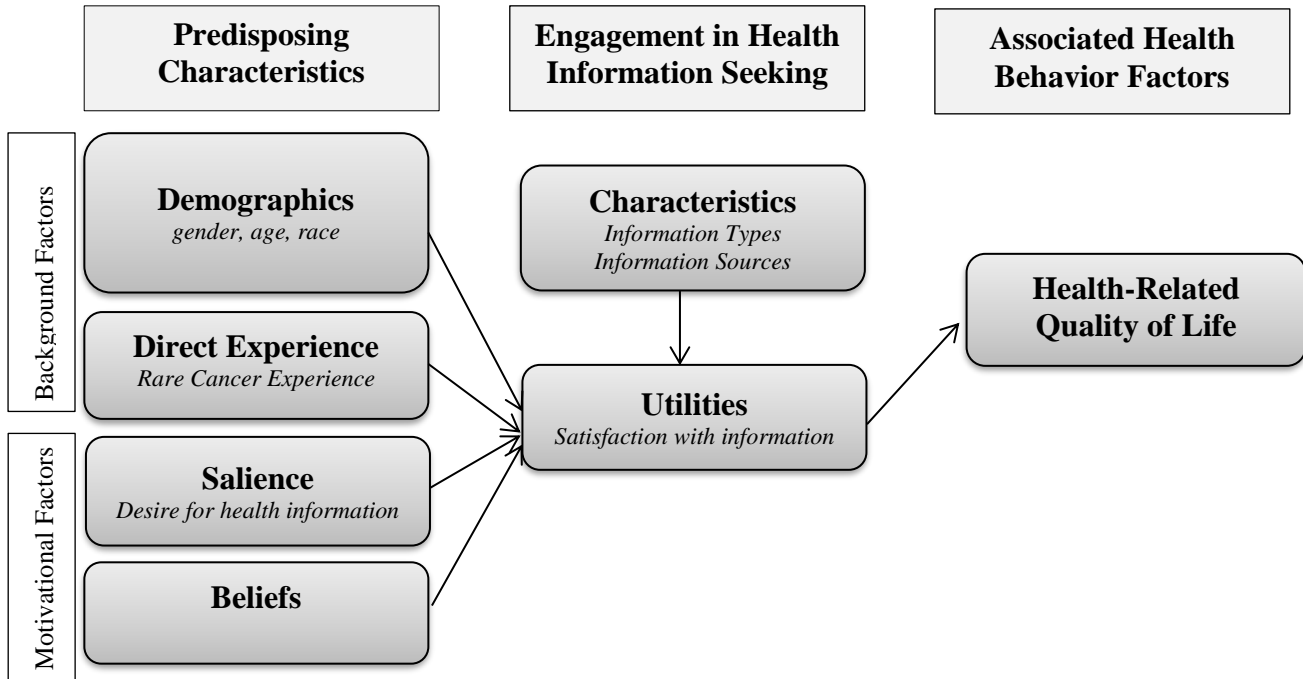 Predisposing
Characteristics
Engagement in Health
Information Seeking
Associated Health
Behavior Factors
Background Factors
Demographics
gender, age, race
Direct Experience
Rare Cancer Experience
Motivational Factors
Salience
Desire for health information
Beliefs
Characteristics
Information Types
Information Sources
Utilities
Satisfaction with information
Health-Related
Quality of Life